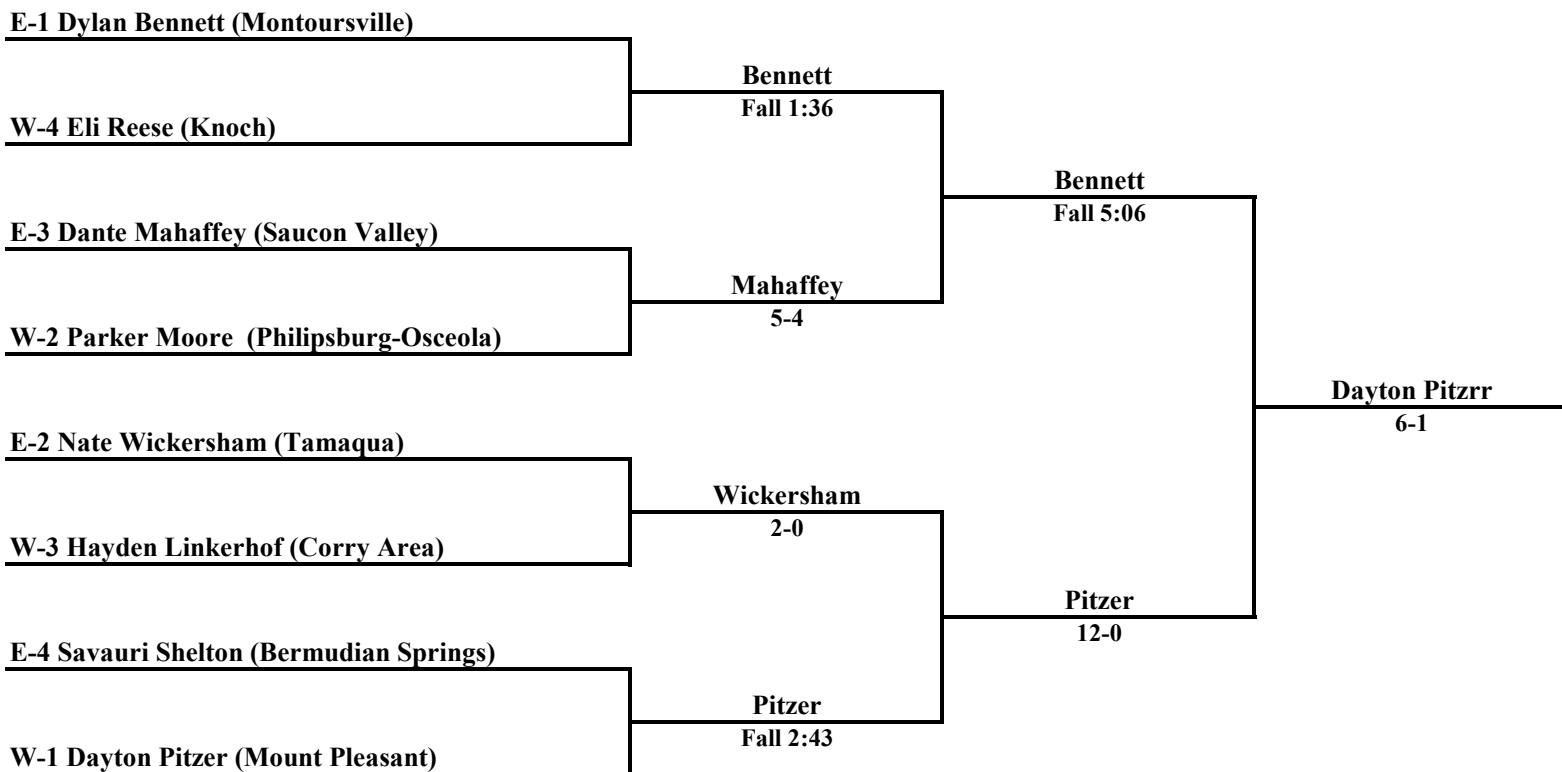 E-1 Dylan Bennett (Montoursville)
Bennett
Fall 1:36
W-4 Eli Reese (Knoch)
Bennett
Fall 5:06
E-3 Dante Mahaffey (Saucon Valley)
Mahaffey
5-4
W-2 Parker Moore  (Philipsburg-Osceola)
Dayton Pitzrr
6-1
E-2 Nate Wickersham (Tamaqua)
Wickersham
2-0
W-3 Hayden Linkerhof (Corry Area)
Pitzer
12-0
E-4 Savauri Shelton (Bermudian Springs)
Pitzer
Fall 2:43
W-1 Dayton Pitzer (Mount Pleasant)